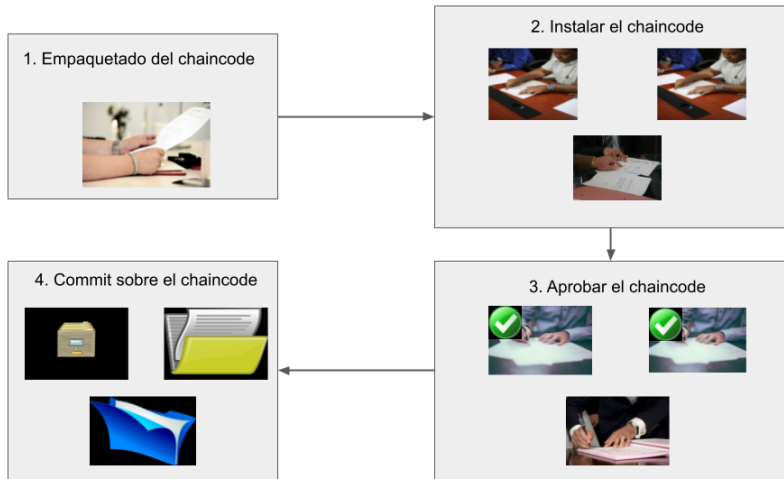 1. Empaquetado del chaincode
2. Instalar el chaincode
3. Aprobar el chaincode
4. Commit sobre el chaincode